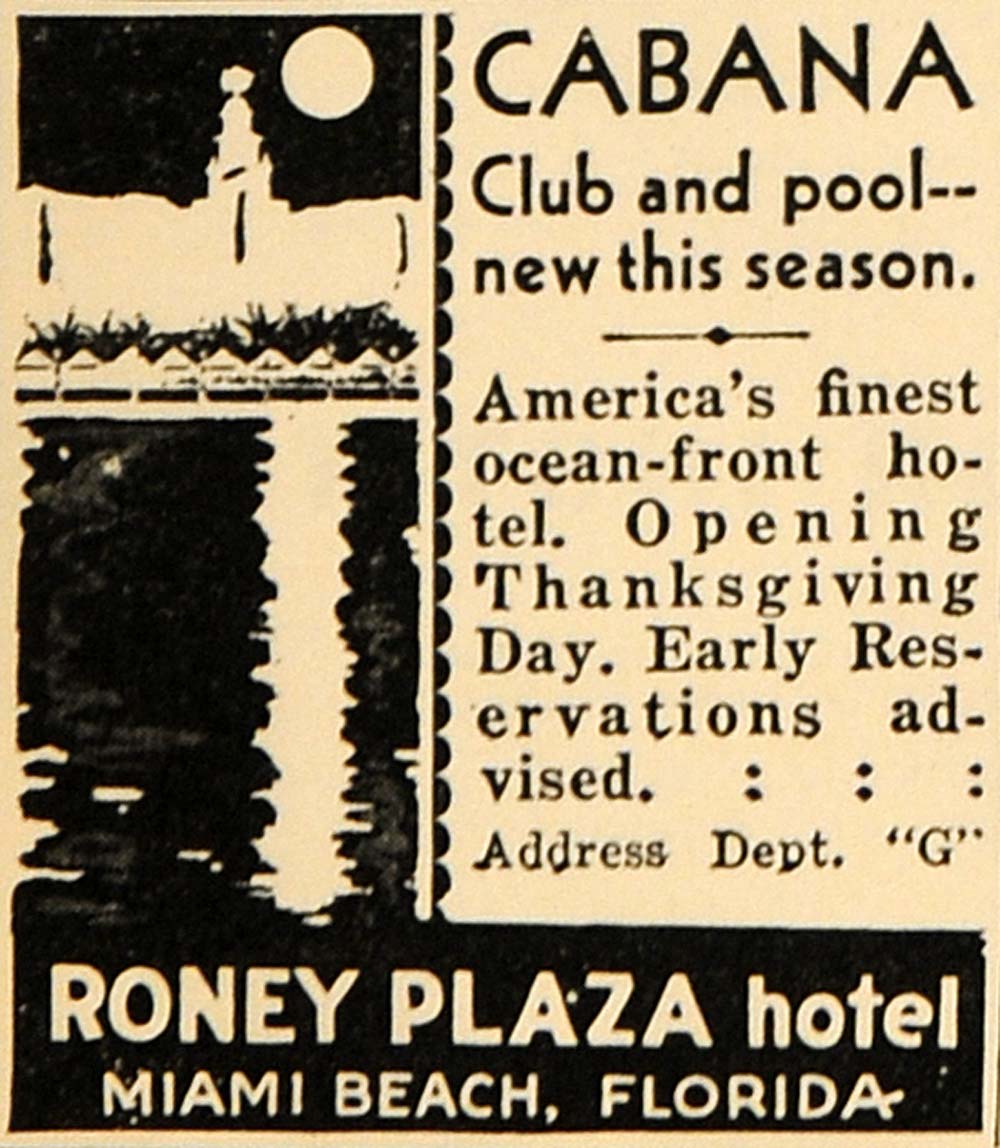 CABANA
Club and pool--
new this season.
America's finest
ocean-front ho-
tel. Opening
Thanksgiving
Day. Early Res-
ervations ad-
vised. : : :
Address Dept. "G"
RONEY PLAZA hotel
MIAMI BEACH, FLORIDA